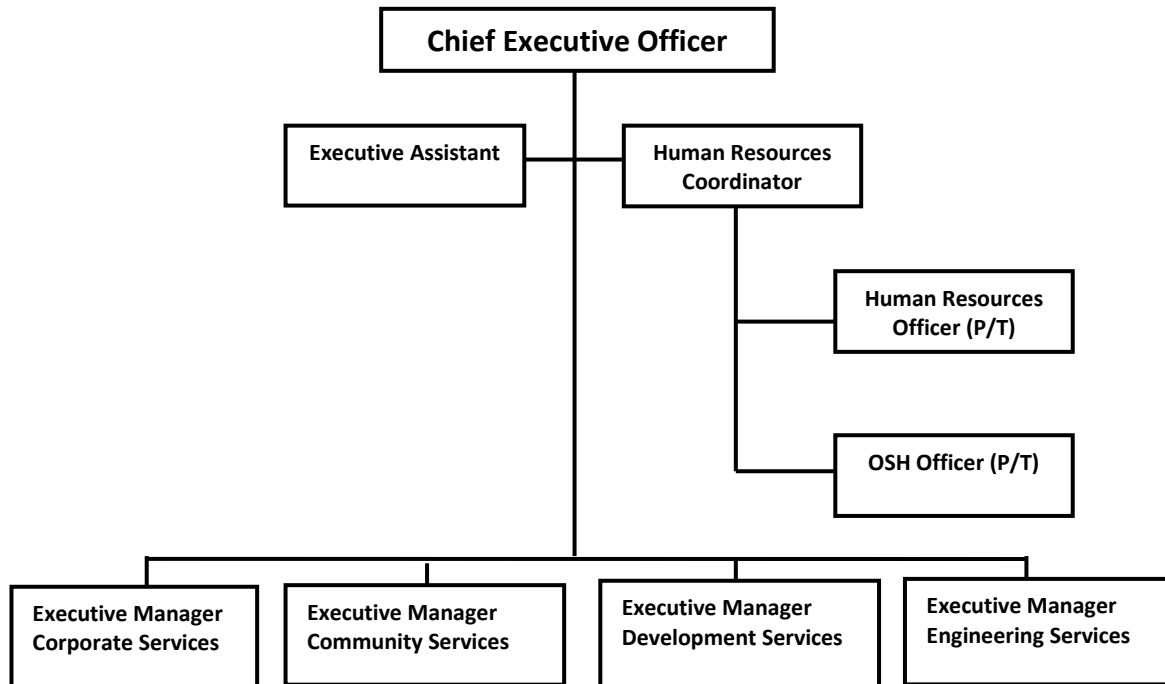 Chief Executive Officer
Executive Assistant
Human Resources
Coordinator
Human Resources
Officer (P/T)
OSH Officer (P/T)
Executive Manager
Corporate Services
Executive Manager
Community Services
Executive Manager
Development Services
Executive Manager
Engineering Services